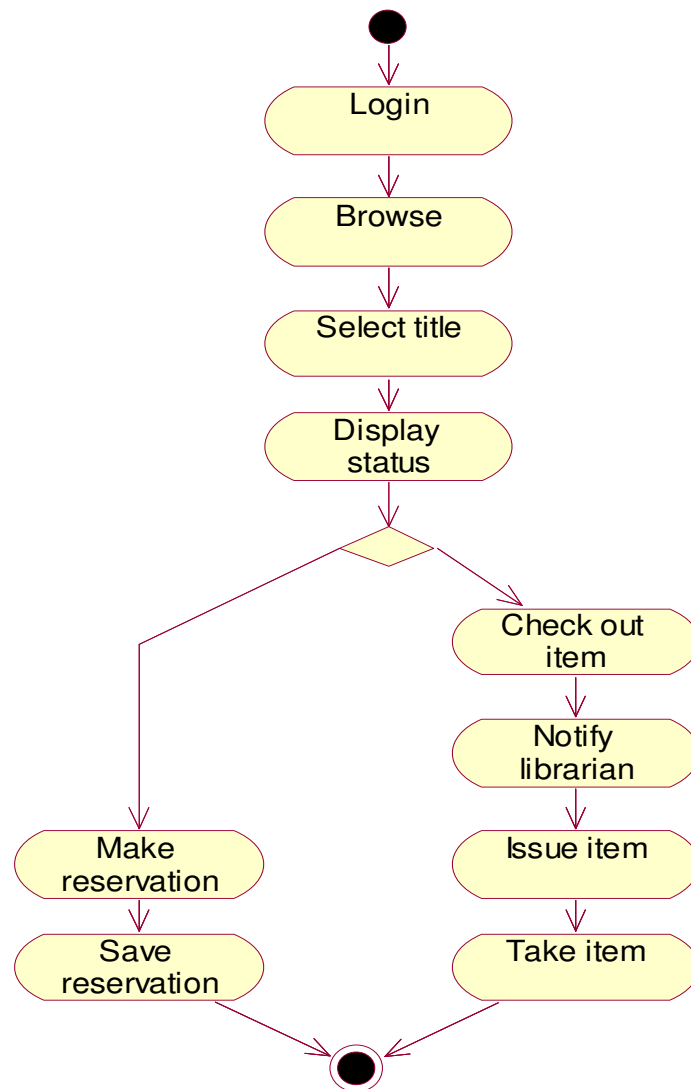 Login
Browse
Select title
Display
status
Check out
item
Notify
librarian
Make
reservation
Issue item
Save
reservation
Take item